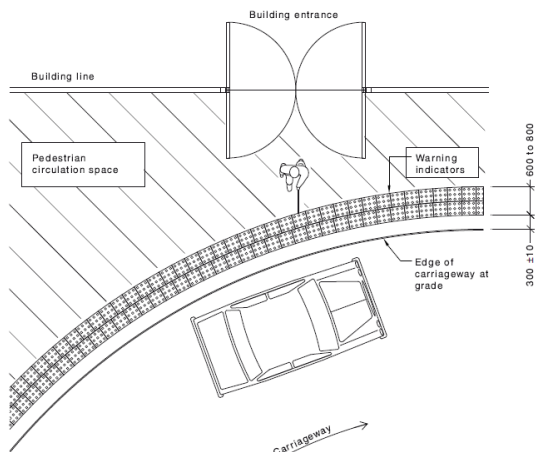 Building entrance
Building line
Pedestrian
circulation space
Warning
indicators
600 to 800
300 ±10
Edge of
carriageway at
grade
Carriageway